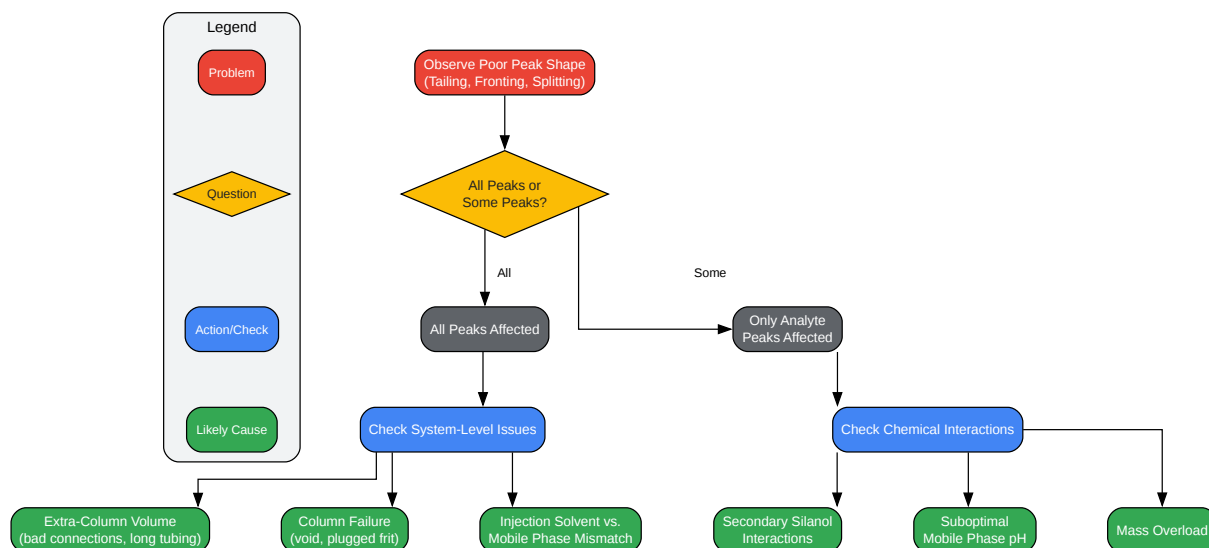 Legend
Problem
Question
Action/Check
Likely Cause
Observe Poor Peak Shape
(Tailing, Fronting, Splitting)
All Peaks or
Some Peaks?
All
Some
All Peaks Affected
Only Analyte
Peaks Affected
Check System-Level Issues
Check Chemical Interactions
Extra-Column Volume
(bad connections, long tubing)
Column Failure
(void, plugged frit)
Injection Solvent vs.
Mobile Phase Mismatch
Secondary Silanol
Interactions
Suboptimal
Mobile Phase pH
Mass Overload